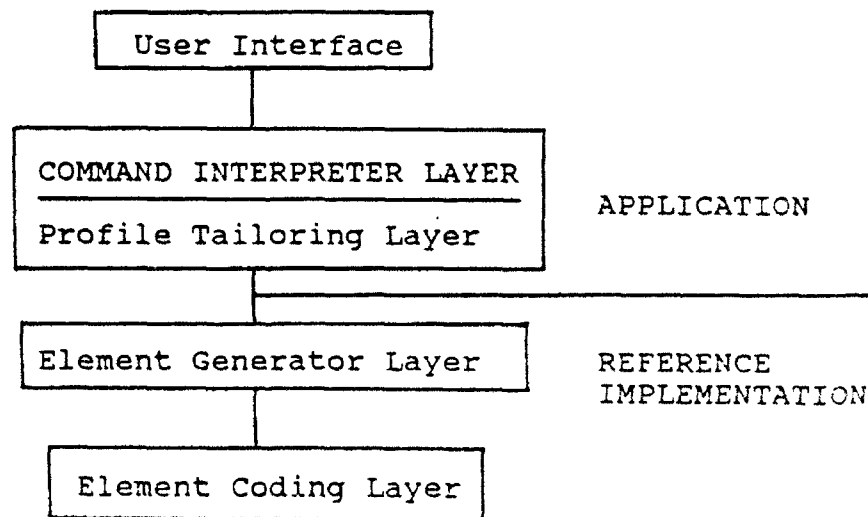 User Interface
COMMAND INTERPRETER LAYER
Profile Tailoring Layer
APPLICATION
Element Generator Layer
REFERENCE
IMPLEMENTATION
Element Coding Layer